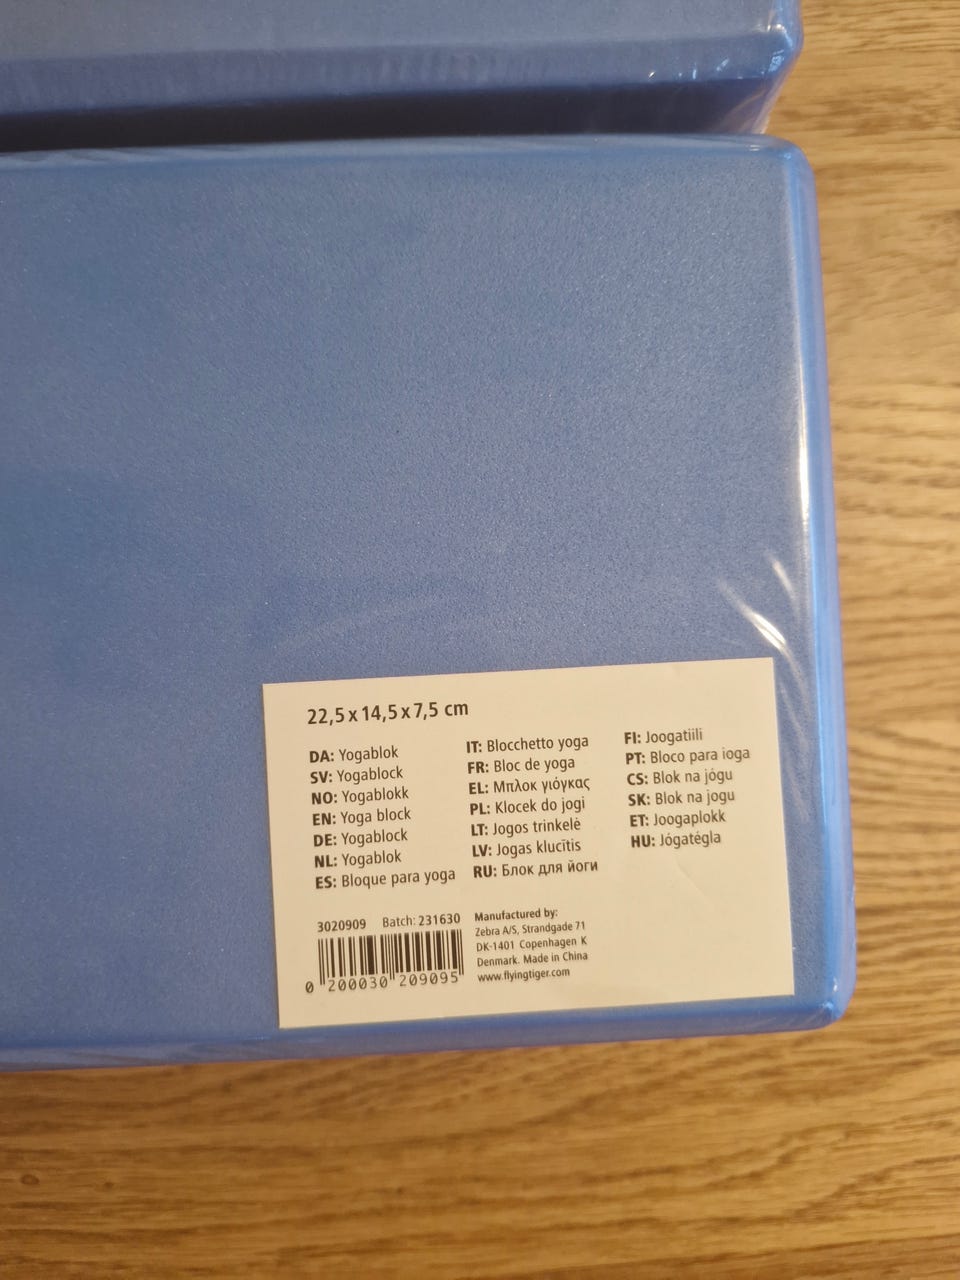 22,5 x 14,5 x 7,5 cm
DA: Yogablok
SV: Yogablock
NO: Yogablokk
EN: Yoga block
DE: Yogablock
NL: Yogablok
ES: Bloque para yoga
IT: Blocchetto yoga
FR: Bloc de yoga
EL: Μπλοκ γιόγκας
PL: Klocek do jogi
LT: Jogos trinkelė
LV: Jogas klucītis
RU: Блок для йоги
FI: Joogatiili
PT: Bloco para ioga
CS: Blok na jógu
SK: Blok na jogu
ET: Joogaplokk
HU: Jógatégla
3020909 Batch: 231630
0 200030 209095
Manufactured by:
Zebra A/S, Strandgade 71
DK-1401 Copenhagen K
Denmark. Made in China
www.flyingtiger.com